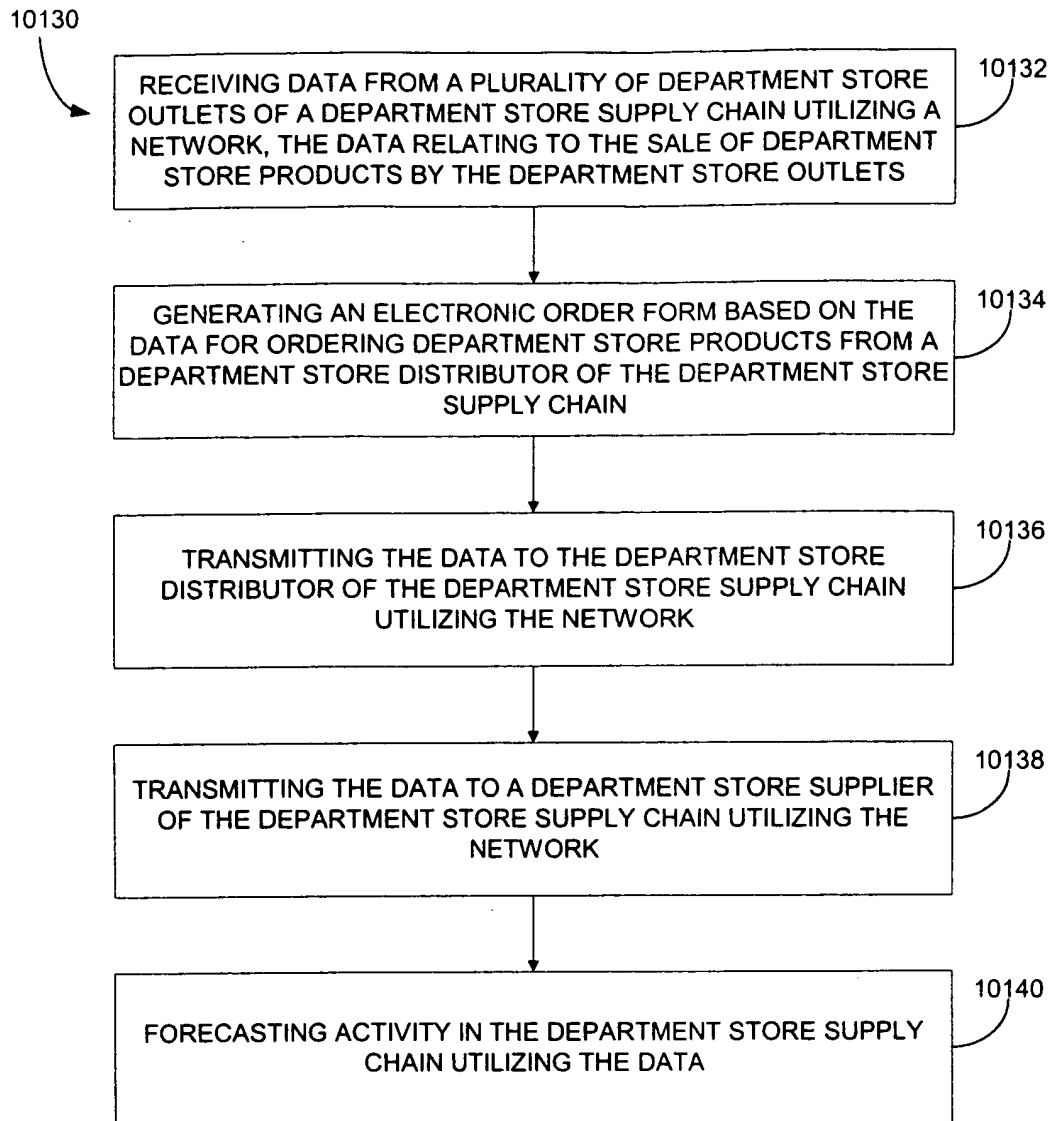 10130
RECEIVING DATA FROM A PLURALITY OF DEPARTMENT STORE
OUTLETS OF A DEPARTMENT STORE SUPPLY CHAIN UTILIZING A
NETWORK, THE DATA RELATING TO THE SALE OF DEPARTMENT
STORE PRODUCTS BY THE DEPARTMENT STORE OUTLETS
10132
GENERATING AN ELECTRONIC ORDER FORM BASED ON THE
DATA FOR ORDERING DEPARTMENT STORE PRODUCTS FROM A
DEPARTMENT STORE DISTRIBUTOR OF THE DEPARTMENT STORE
SUPPLY CHAIN
10134
TRANSMITTING THE DATA TO THE DEPARTMENT STORE
DISTRIBUTOR OF THE DEPARTMENT STORE SUPPLY CHAIN
UTILIZING THE NETWORK
10136
TRANSMITTING THE DATA TO A DEPARTMENT STORE SUPPLIER
OF THE DEPARTMENT STORE SUPPLY CHAIN UTILIZING THE
NETWORK
10138
FORECASTING ACTIVITY IN THE DEPARTMENT STORE SUPPLY
CHAIN UTILIZING THE DATA
10140